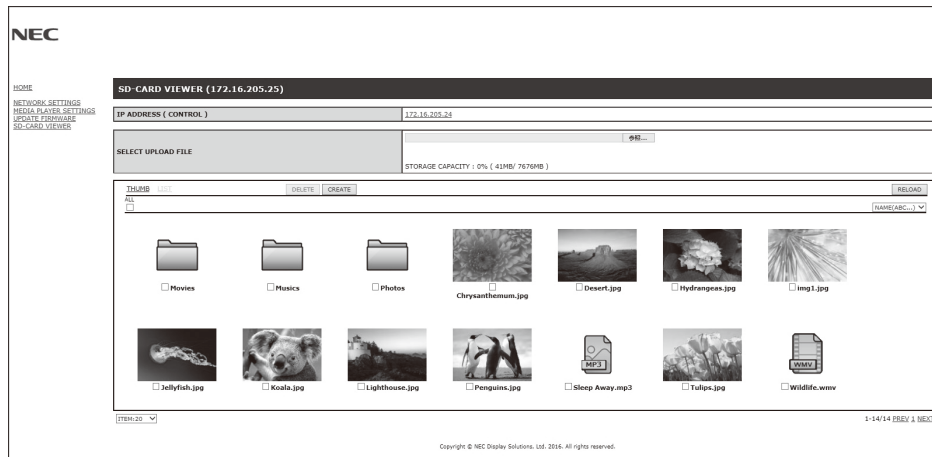 NEC
HOME
NETWORK SETTINGS
MEDIA PLAYER SETTINGS
UPDATE FIRMWARE
SD-CARD VIEWER
SD-CARD VIEWER (172.16.205.25)
IP ADDRESS ( CONTROL ) 172.16.205.24
SELECT UPLOAD FILE
参照...
STORAGE CAPACITY : 0% ( 41MB/ 7676MB )
THUMB LIST DELETE CREATE RELOAD
ALL
NAME(ABC...)
Movies Musics Photos Chrysanthemum.jpg Desert.jpg Hydrangeas.jpg img1.jpg
MP3 WMV
Jellyfish.jpg Koala.jpg Lighthouse.jpg Penguins.jpg Sleep Away.mp3 Tulips.jpg Wildlife.wmv
ITEM:20 1-14/14 PREV 1 NEXT
Copyright © NEC Display Solutions, Ltd. 2016. All rights reserved.